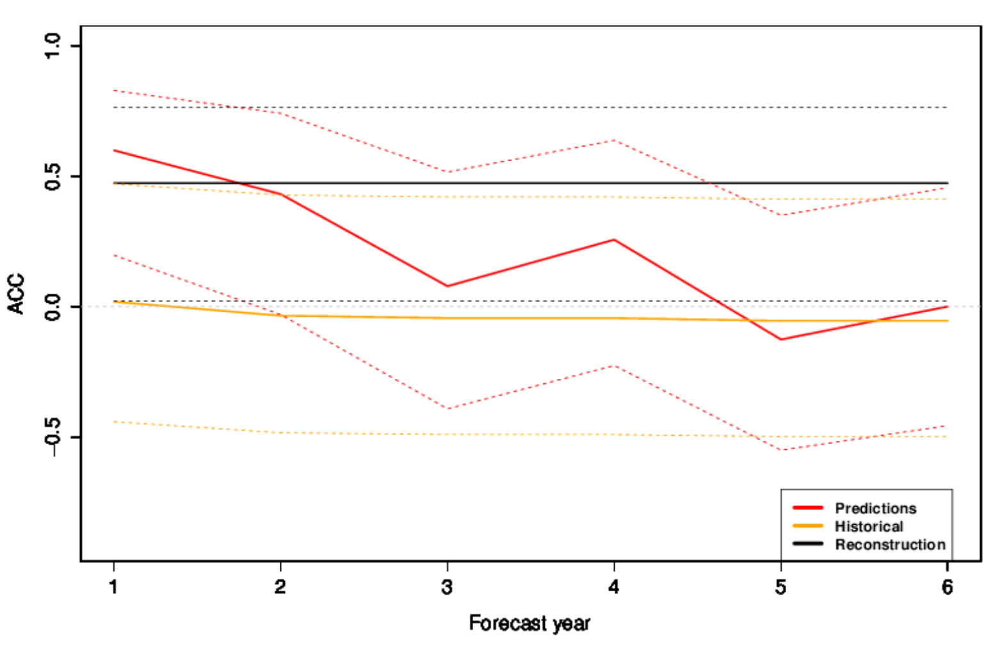 1.0
0.5
0.0
−0.5
ACC
1 2 3 4 5 6
Forecast year
Predictions
Historical
Reconstruction